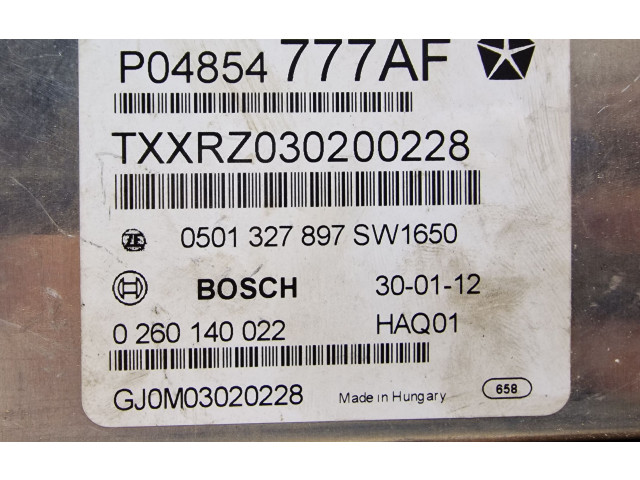 P04854 777AF
TXXRZ030200228
ZF 0501 327 897 SW1650
BOSCH 30-01-12
0 260 140 022 HAQ01
GJ0M03020228 Made in Hungary 658